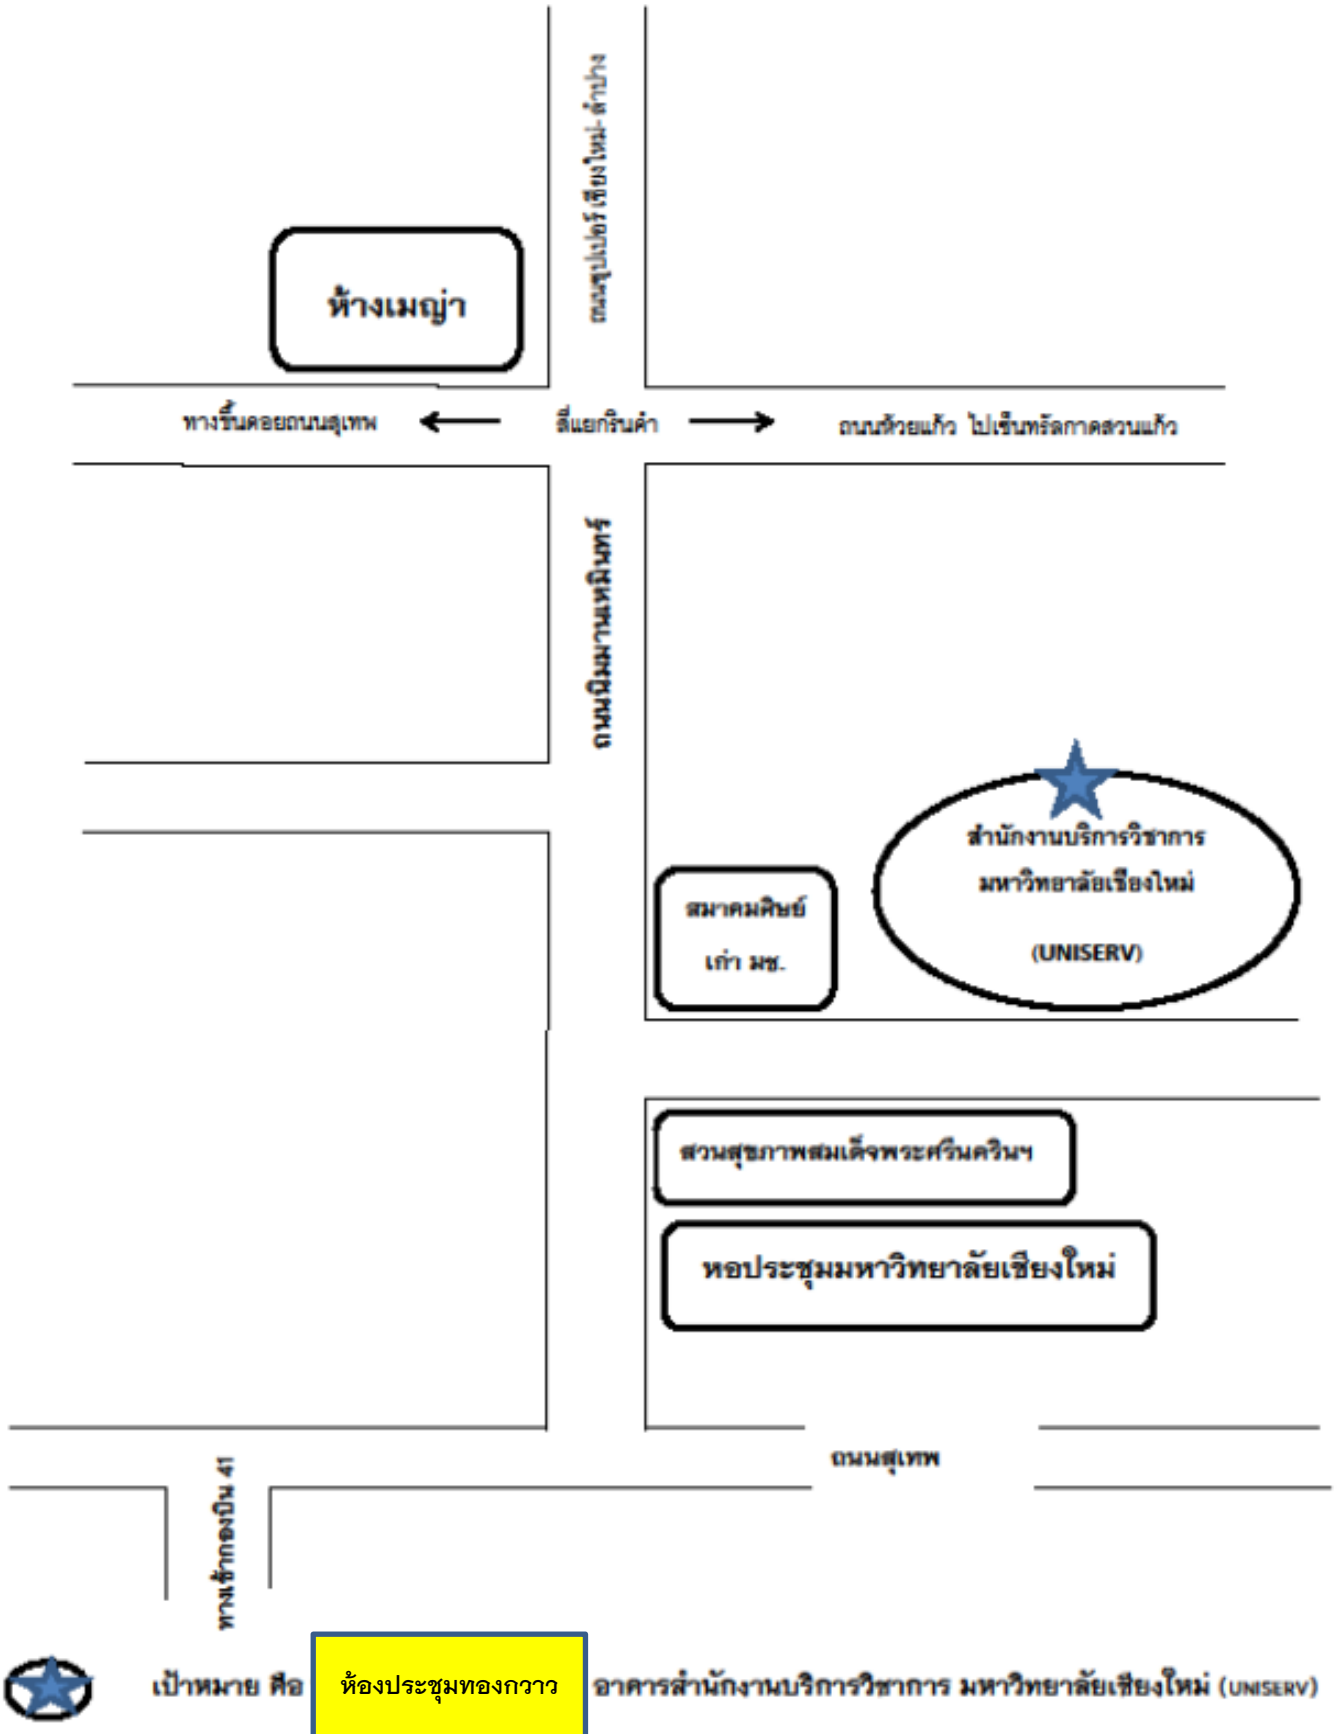 ถนนซุปเปอร์ เชียงใหม่- ลำปาง
ห้างเมญ่า
ทางขึ้นดอยถนนสุเทพ
สี่แยกรินคำ
ถนนห้วยแก้ว ไปเซ็นทรัลกาดสวนแก้ว
ถนนนิมมานเหมินทร์
สำนักงานบริการวิชาการ
มหาวิทยาลัยเชียงใหม่
(UNISERV)
สมาคมศิษย์
เก่า มช.
สวนสุขภาพสมเด็จพระศรีนครินฯ
หอประชุมมหาวิทยาลัยเชียงใหม่
ถนนสุเทพ
ทางเข้ากองบิน 41
เป้าหมาย คือ ห้องประชุมทองกวาว อาคารสำนักงานบริการวิชาการ มหาวิทยาลัยเชียงใหม่ (UNISERV)